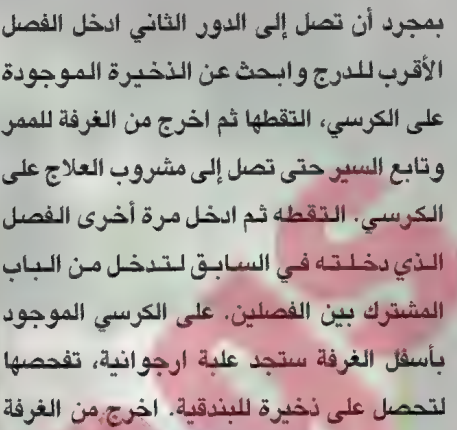 بمجرد أن تصل إلى الدور الثاني ادخل الفصل
الأقرب للدرج وابحث عن الذخيرة الموجودة
على الكرسي، التقطها ثم اخرج من الغرفة للممر
وتابع السير حتى تصل إلى مشروب العلاج على
الكرسي. التقطه ثم ادخل مرة أخرى الفصل
الذي دخلته في السابق لتدخل من الباب
المشترك بين الفصلين. على الكرسي الموجود
بأسفل الغرفة ستجد علبة ارجوانية، تفحصها
لتحصل على ذخيرة للبندقية. اخرج من الغرفة